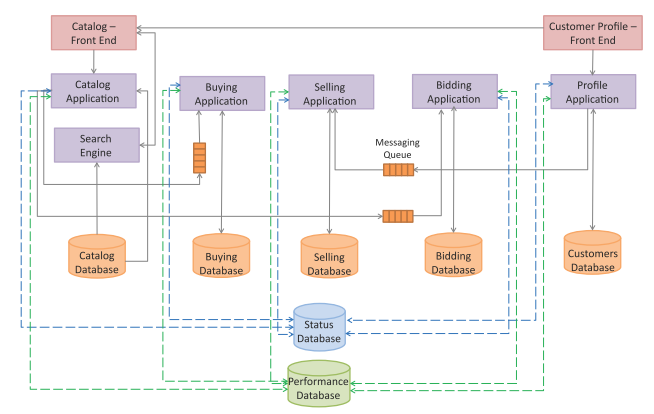 Catalog –
Front End
Customer Profile –
Front End
Catalog
Application
Buying
Application
Selling
Application
Bidding
Application
Profile
Application
Search
Engine
Messaging
Queue
Catalog
Database
Buying
Database
Selling
Database
Bidding
Database
Customers
Database
Status
Database
Performance
Database